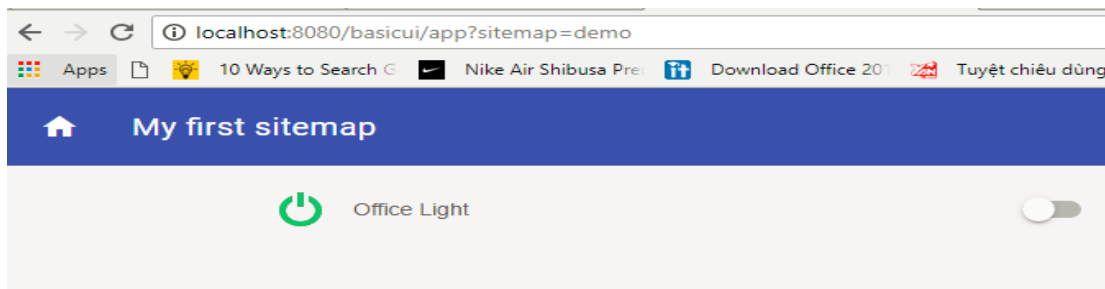 localhost:8080/basicui/app?sitemap=demo
Apps 10 Ways to Search G Nike Air Shibusa Pre Download Office 201 Tuyệt chiêu dùng
My first sitemap
Office Light